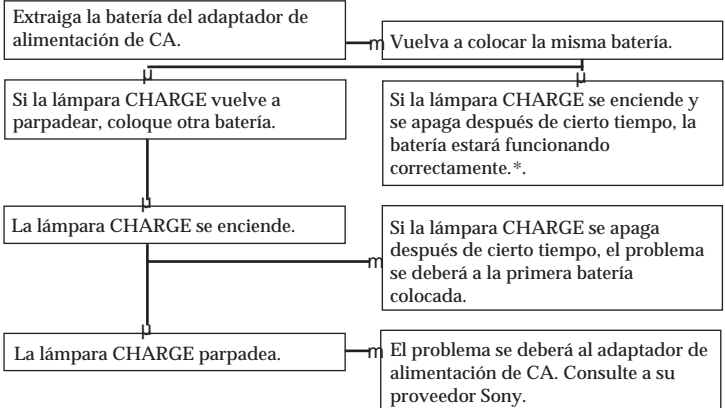 Extraiga la batería del adaptador de
alimentación de CA.
m
Vuelva a colocar la misma batería.
µ
µ
Si la lámpara CHARGE vuelve a
parpadear, coloque otra batería.
Si la lámpara CHARGE se enciende y
se apaga después de cierto tiempo, la
batería estará funcionando
correctamente.*.
µ
La lámpara CHARGE se enciende.
m
Si la lámpara CHARGE se apaga
después de cierto tiempo, el problema
se deberá a la primera batería
colocada.
µ
La lámpara CHARGE parpadea.
m
El problema se deberá al adaptador de
alimentación de CA. Consulte a su
proveedor Sony.